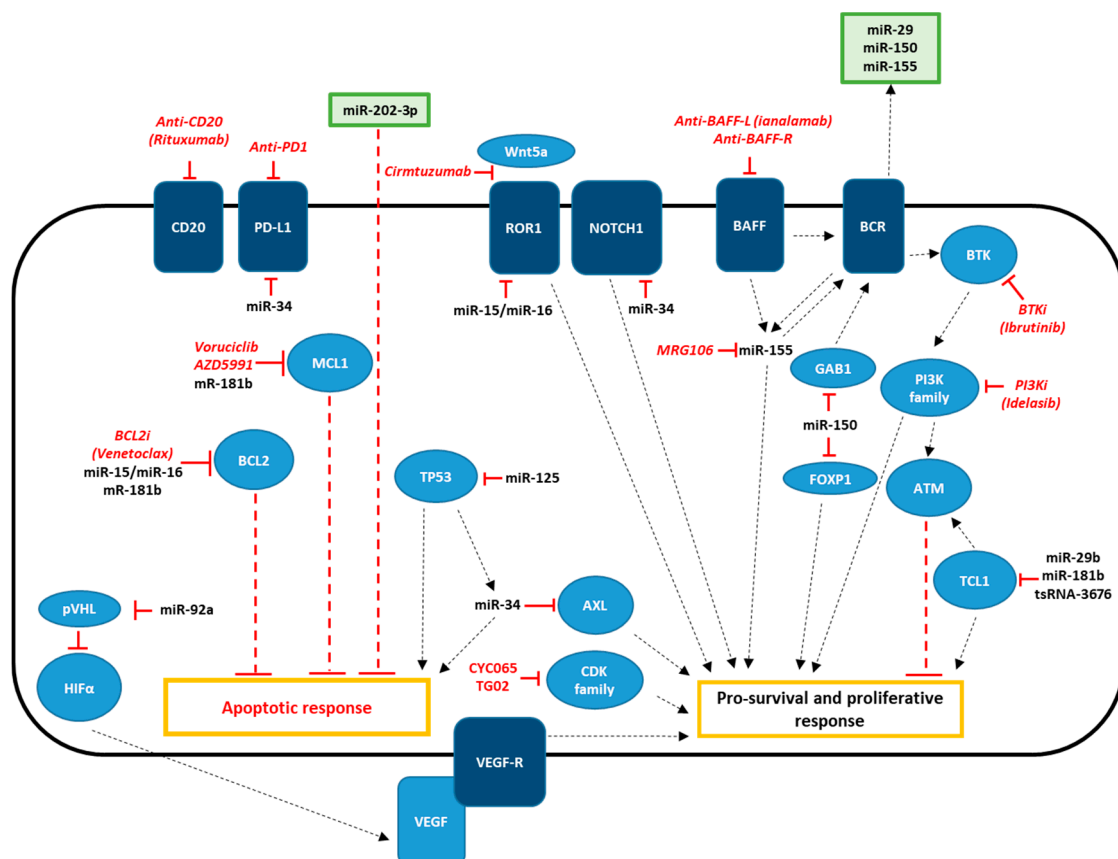 miR-29
miR-150
miR-155
miR-202-3p
Anti-CD20
(Rituxumab)
Anti-PD1
Cirmtuzumab
Wnt5a
Anti-BAFF-L (ianalamab)
Anti-BAFF-R
CD20
PD-L1
ROR1
NOTCH1
BAFF
BCR
BTK
miR-34
miR-15/miR-16
miR-34
BTKi
(Ibrutinib)
Voruciclib
AZD5991
mR-181b
MCL1
MRG106
miR-155
GAB1
PI3K
family
PI3Ki
(Idelasib)
miR-150
BCL2i
(Venetoclax)
miR-15/miR-16
mR-181b
BCL2
TP53
miR-125
FOXP1
ATM
miR-29b
miR-181b
tsRNA-3676
TCL1
pVHL
miR-92a
miR-34
AXL
HIFα
CYC065
TG02
CDK
family
Apoptotic response
Pro-survival and proliferative
response
VEGF-R
VEGF